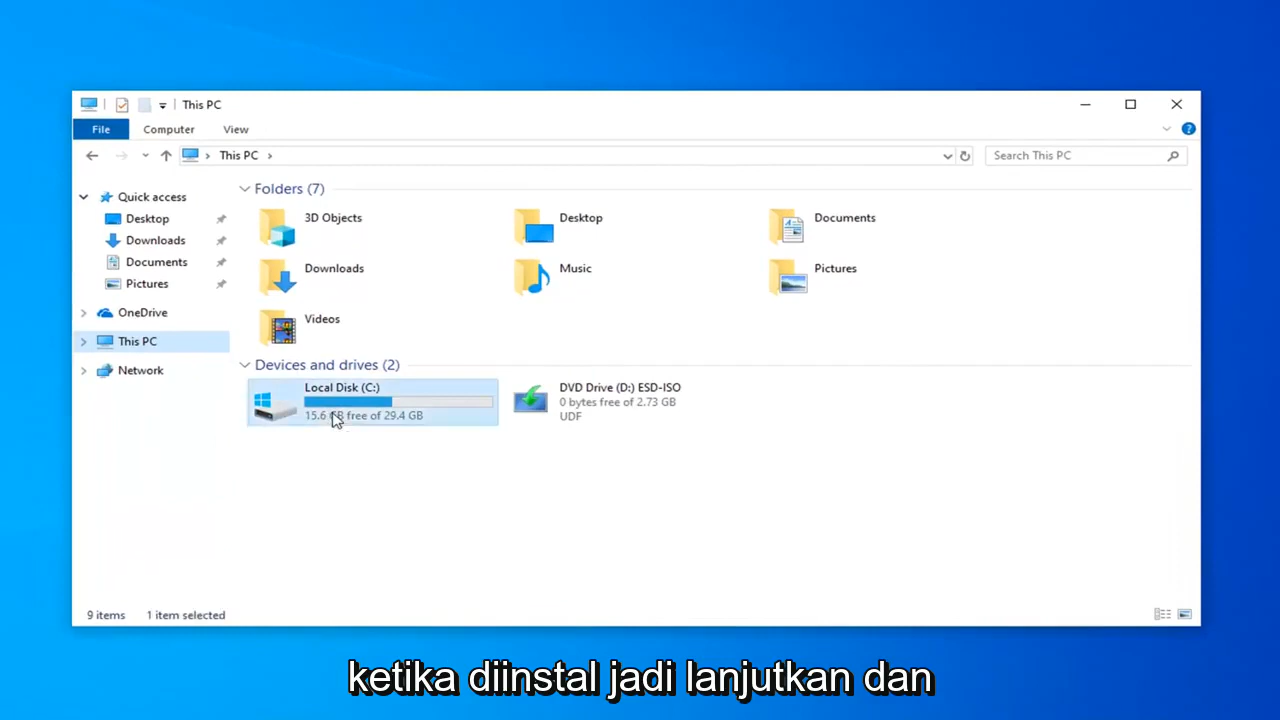 This PC
File
Computer
View
This PC
Search This PC
Quick access
Desktop
Downloads
Documents
Pictures
OneDrive
This PC
Network
Folders (7)
3D Objects
Desktop
Documents
Downloads
Music
Pictures
Videos
Devices and drives (2)
Local Disk (C:)
15.6 GB free of 29.4 GB
DVD Drive (D:) ESD-ISO
0 bytes free of 2.73 GB
UDF
9 items
1 item selected
ketika diinstal jadi lanjutkan dan